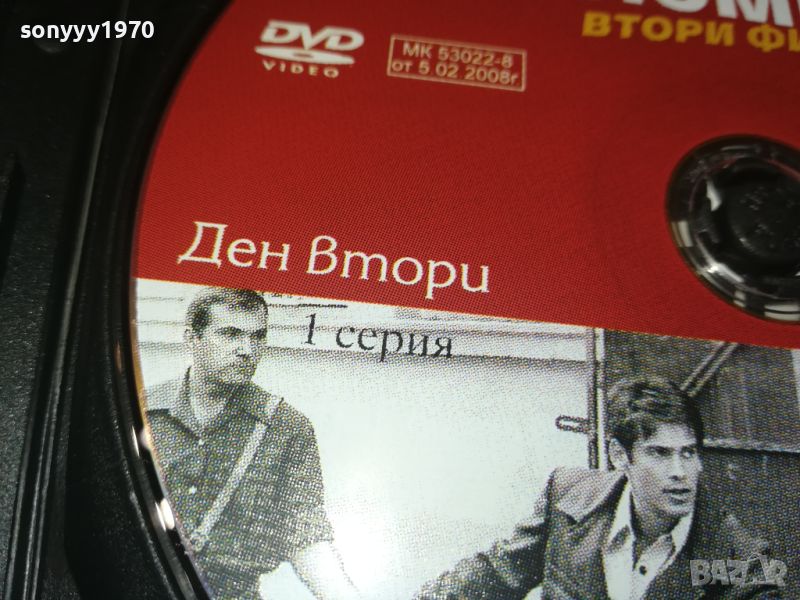 sonyyy1970
DVD
VIDEO
МК 53022-8
от 5.02 2008г
ВТОРИ
Ден Втори
1 серия
BAZAR